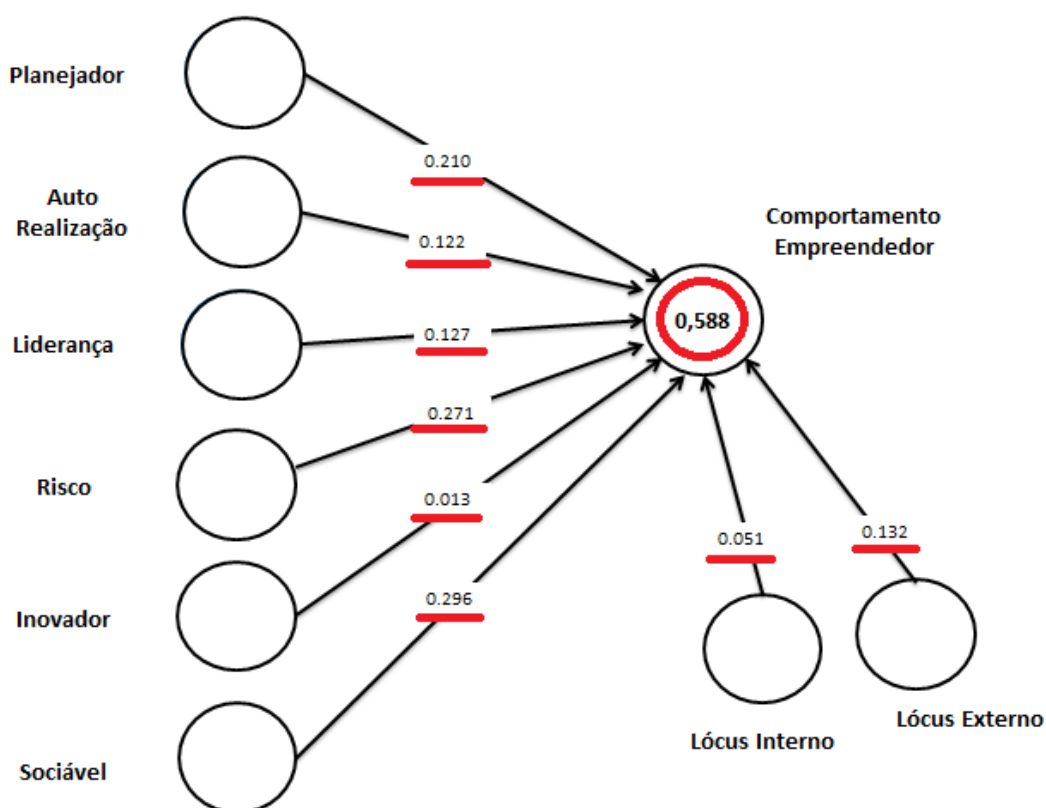 Planejador
0.210
Auto
Realização
0.122
Comportamento
Empreendedor
0,588
Liderança
0.127
Risco
0.271
Inovador
0.013
Sociável
0.296
0.051
0.132
Lócus Interno
Lócus Externo